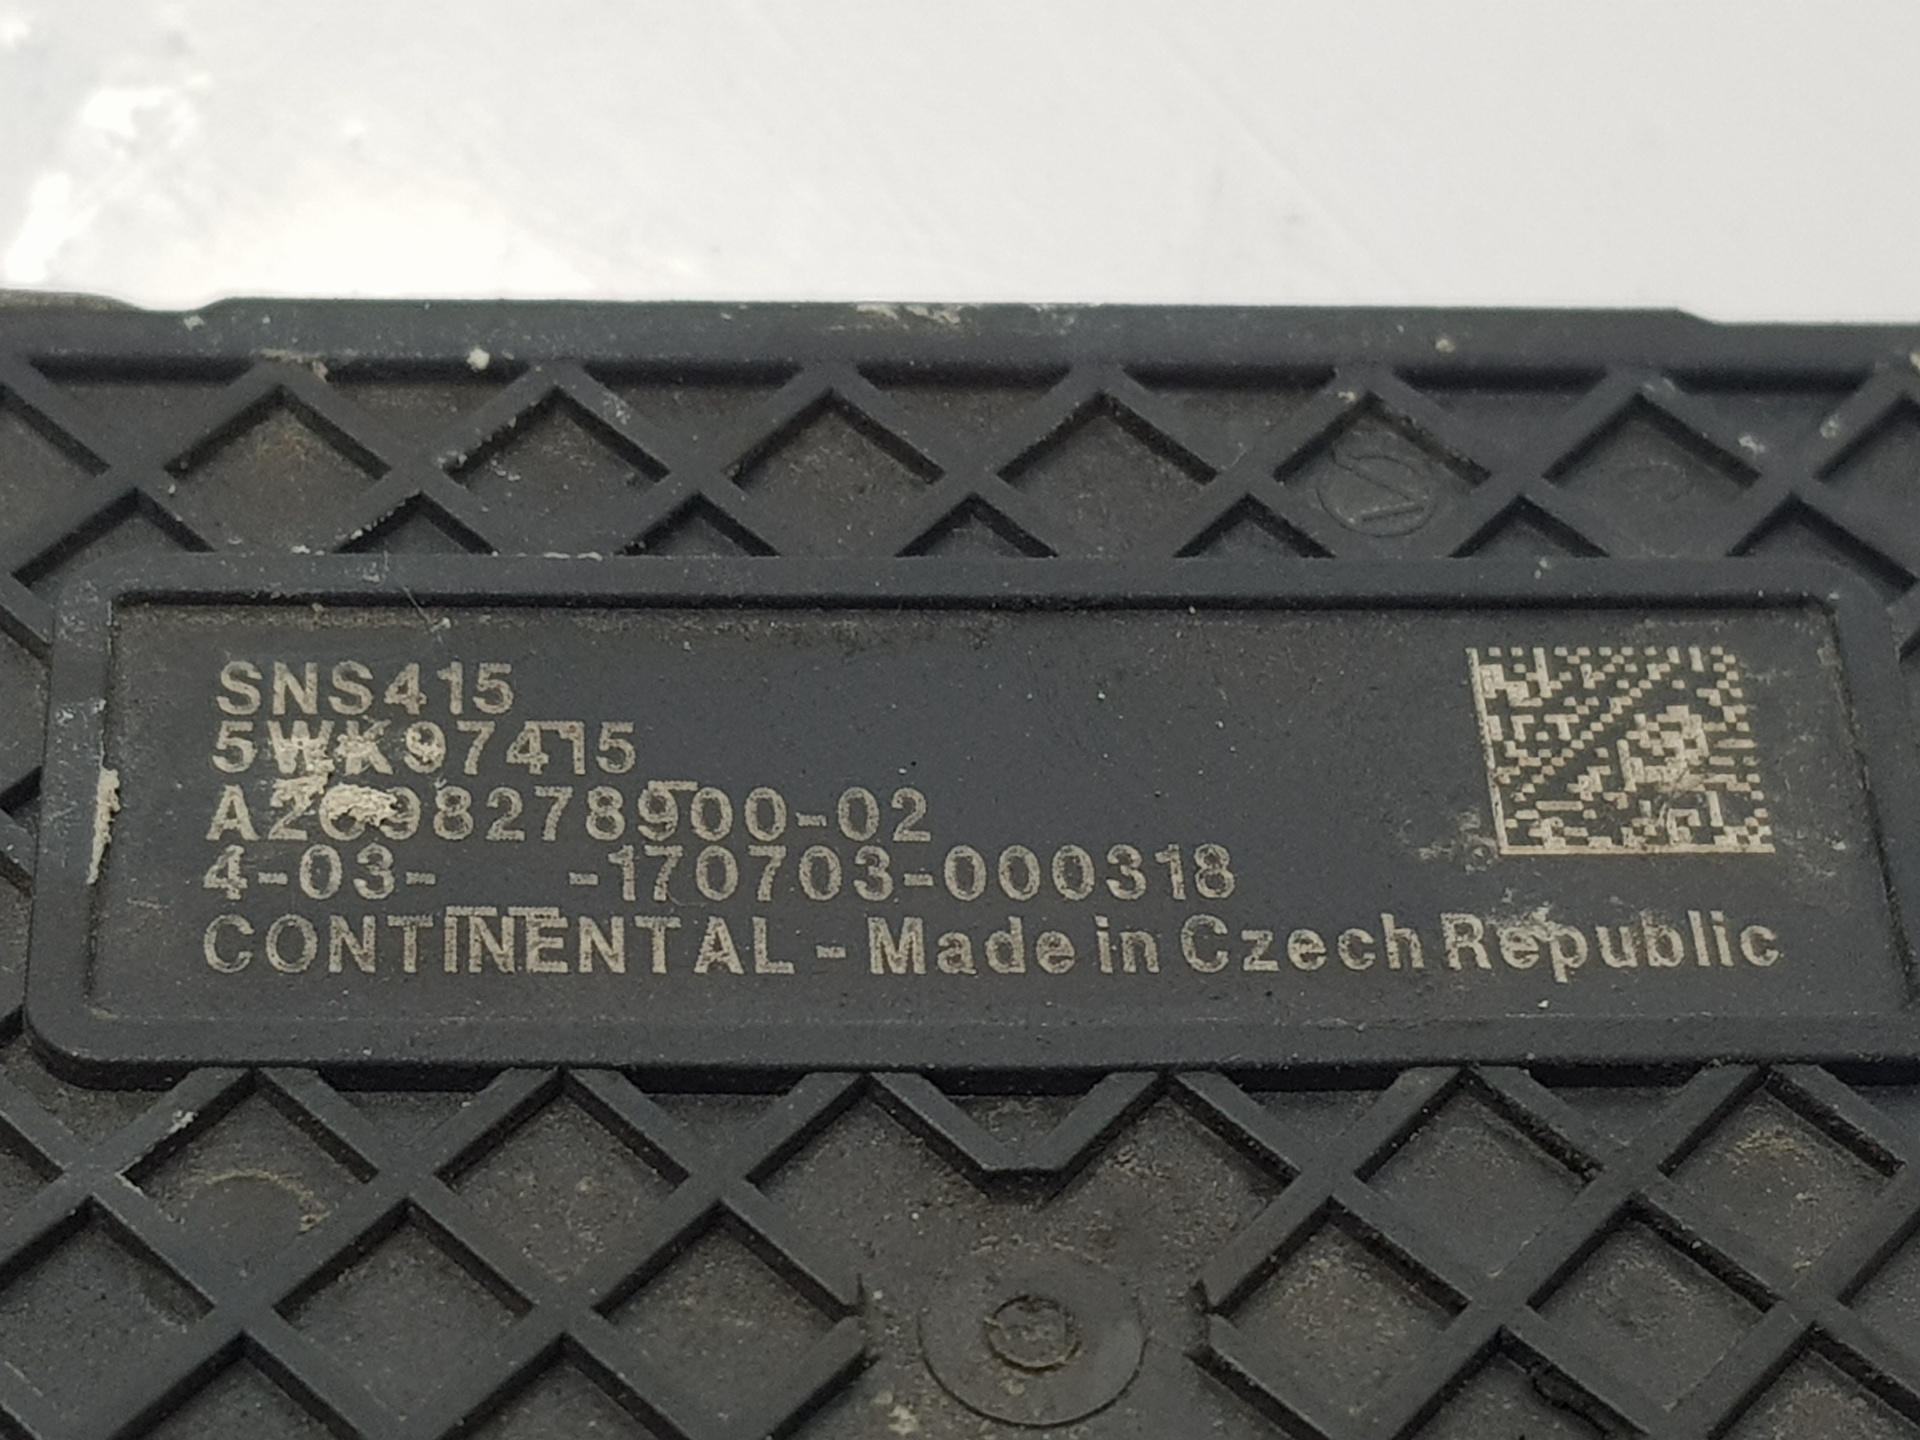 SNS415
5WK97415
A2C98278900-02
4-03- -170703-000318
CONTINENTAL - Made in Czech Republic